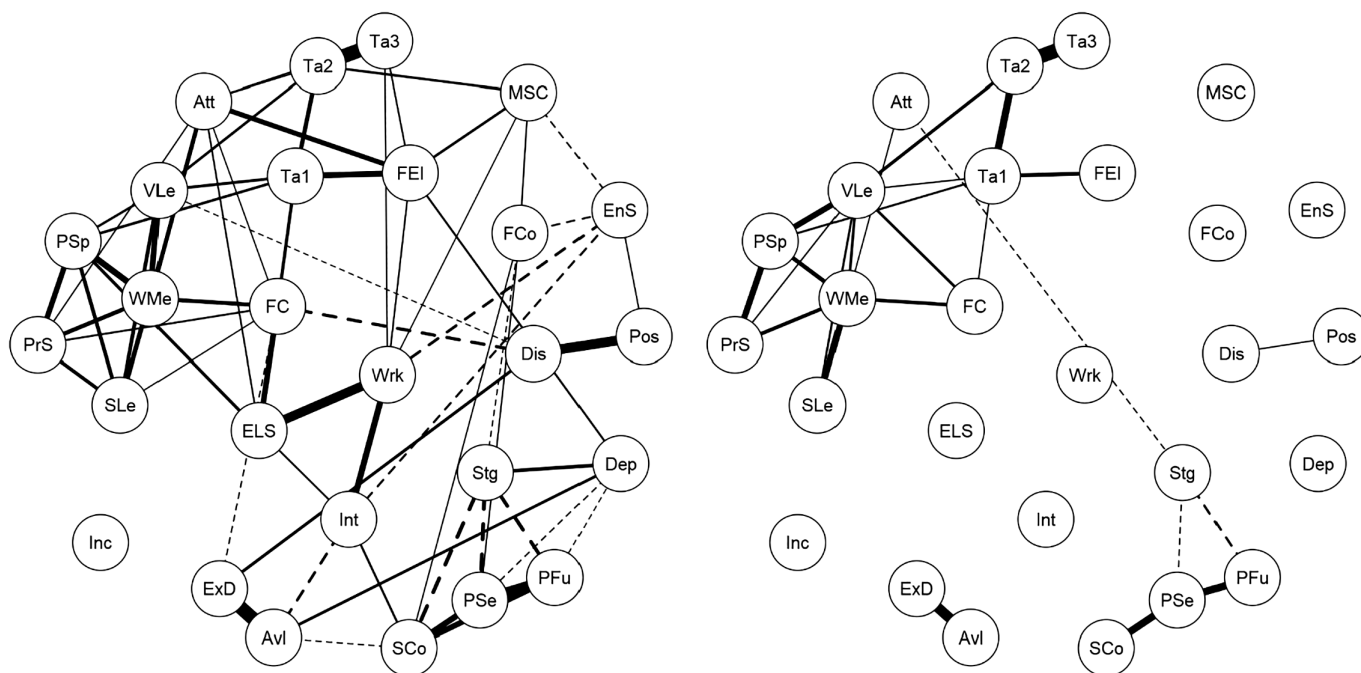 Ta3
Ta2
Att
MSC
VLe
Ta1
FEI
EnS
PSp
FCo
WMe
FC
PrS
Dis
Pos
Wrk
SLe
ELS
Stg
Dep
Int
Inc
ExD
PSe
PFu
Avl
SCo
Ta3
Ta2
Att
MSC
VLe
Ta1
FEI
EnS
PSp
FCo
WMe
FC
PrS
Dis
Pos
Wrk
SLe
ELS
Stg
Dep
Int
Inc
ExD
PSe
PFu
Avl
SCo